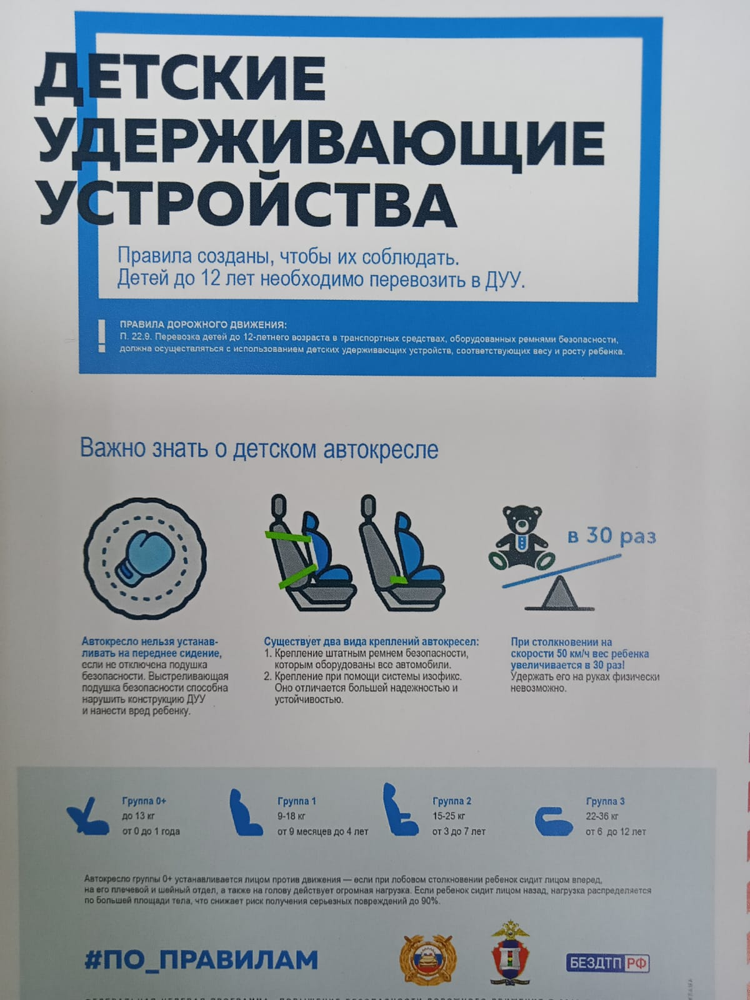 ДЕТСКИЕ
УДЕРЖИВАЮЩИЕ
УСТРОЙСТВА
Правила созданы, чтобы их соблюдать.
Детей до 12 лет необходимо перевозить в ДУУ.
! ПРАВИЛА ДОРОЖНОГО ДВИЖЕНИЯ:
П. 22.9. Перевозка детей до 12-летнего возраста в транспортных средствах, оборудованных ремнями безопасности,
должна осуществляться с использованием детских удерживающих устройств, соответствующих весу и росту ребенка.
Важно знать о детском автокресле
в 30 раз
Автокресло нельзя устанав-
ливать на переднее сидение,
если не отключена подушка
безопасности. Выстреливающая
подушка безопасности способна
нарушить конструкцию ДУУ
и нанести вред ребенку.
Существует два вида креплений автокресел:
1. Крепление штатным ремнем безопасности,
которым оборудованы все автомобили.
2. Крепление при помощи системы изофикс.
Оно отличается большей надежностью и
устойчивостью.
При столкновении на
скорости 50 км/ч вес ребенка
увеличивается в 30 раз!
Удержать его на руках физически
невозможно.
Группа 0+
до 13 кг
от 0 до 1 года
Группа 1
9-18 кг
от 9 месяцев до 4 лет
Группа 2
15-25 кг
от 3 до 7 лет
Группа 3
22-36 кг
от 6 до 12 лет
Автокресло группы 0+ устанавливается лицом против движения — если при лобовом столкновении ребенок сидит лицом вперед,
на его плечевой и шейный отдел, а также на голову действует огромная нагрузка. Если ребенок сидит лицом назад, нагрузка распределяется
по большей площади тела, что снижает риск получения серьезных повреждений до 90%.
#ПО_ПРАВИЛАМ
БЕЗДТП РФ